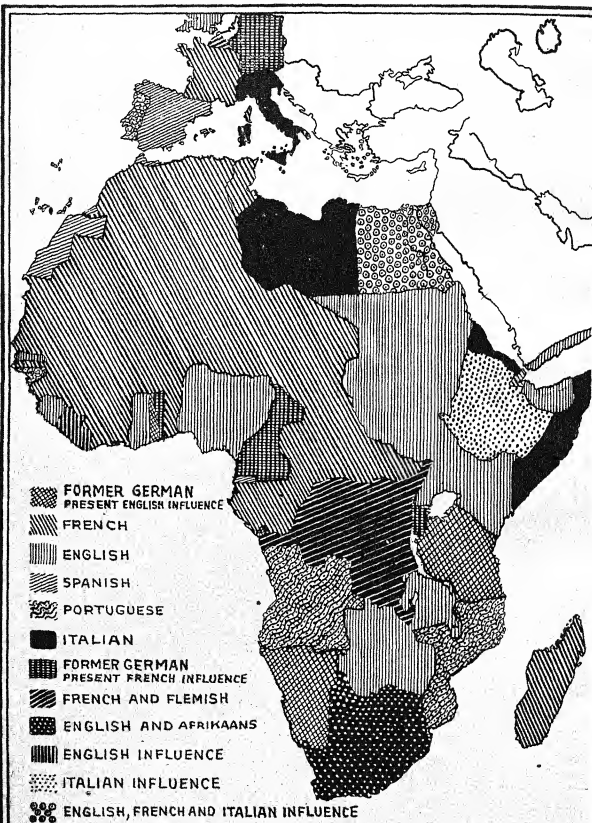 FORMER GERMAN
PRESENT ENGLISH INFLUENCE
FRENCH
ENGLISH
SPANISH
PORTUGUESE
ITALIAN
FORMER GERMAN
PRESENT FRENCH INFLUENCE
FRENCH AND FLEMISH
ENGLISH AND AFRIKAANS
ENGLISH INFLUENCE
ITALIAN INFLUENCE
ENGLISH, FRENCH AND ITALIAN INFLUENCE